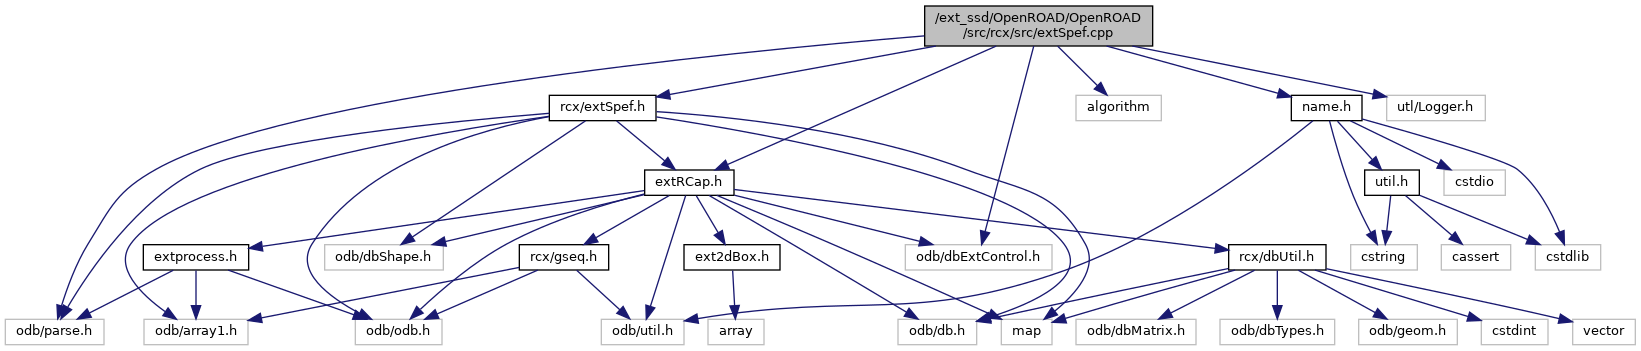 /ext_ssd/OpenROAD/OpenROAD
/src/rcx/src/extSpef.cpp
rcx/extSpef.h
algorithm
name.h
utl/Logger.h
extRCap.h
util.h
cstdio
extprocess.h
odb/dbShape.h
rcx/gseq.h
ext2dBox.h
odb/dbExtControl.h
rcx/dbUtil.h
cstring
cassert
cstdlib
odb/parse.h
odb/array1.h
odb/odb.h
odb/util.h
array
odb/db.h
map
odb/dbMatrix.h
odb/dbTypes.h
odb/geom.h
cstdint
vector